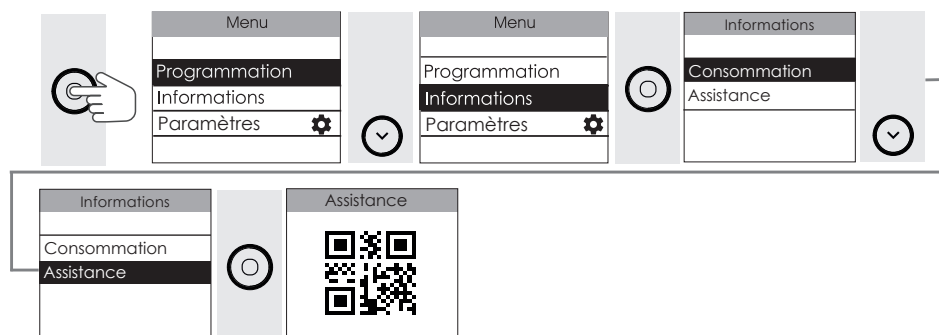 Menu
Programmation
Informations
Paramètres
Menu
Programmation
Informations
Paramètres
Informations
Consommation
Assistance
Informations
Consommation
Assistance
Assistance